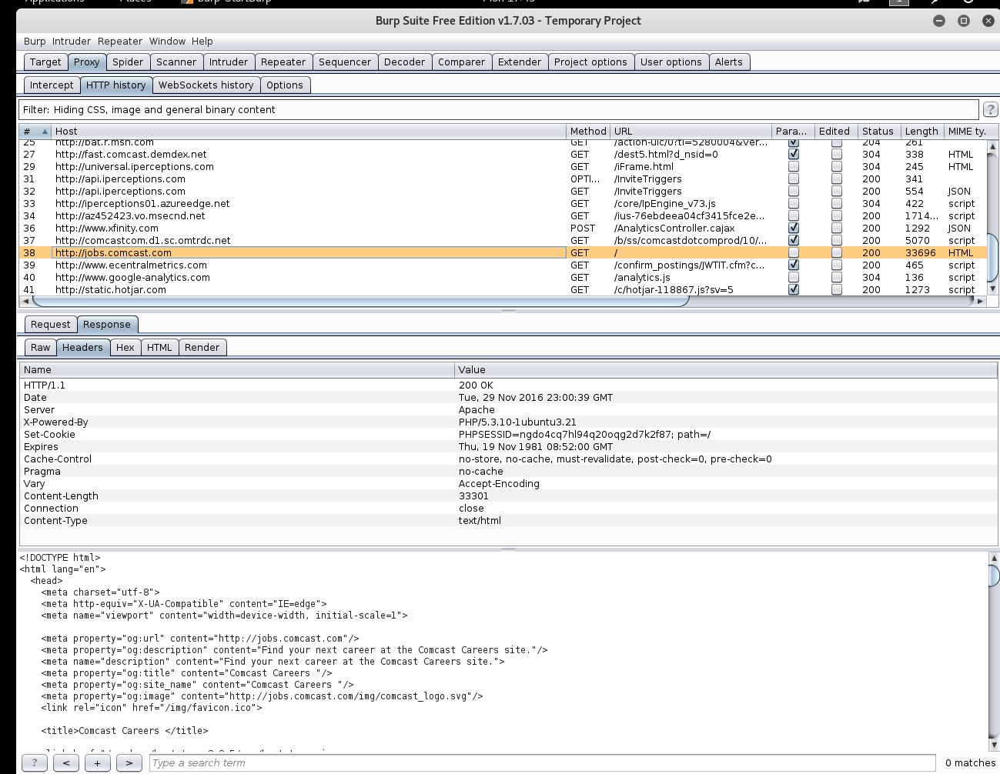 Applications Places burp-StartBurp Mon 17:43 1
Burp Suite Free Edition v1.7.03 - Temporary Project
Burp Intruder Repeater Window Help
Target Proxy Spider Scanner Intruder Repeater Sequencer Decoder Comparer Extender Project options User options Alerts
Intercept HTTP history WebSockets history Options
Filter: Hiding CSS, image and general binary content ?
# Host Method URL Para... Edited Status Length MIME ty.
25 http://bat.r.msn.com GET /action-uic/0?ti=5280004&Ver... 204 261
27 http://fast.comcast.demdex.net GET /dest5.html?d_nsid=0 304 338 HTML
29 http://universal.iperceptions.com GET /iFrame.html 304 245 HTML
31 http://api.iperceptions.com OPTI... /InviteTriggers 200 341
32 http://api.iperceptions.com GET /InviteTriggers 200 554 JSON
33 http://iperceptions01.azureedge.net GET /core/IpEngine_v73.js 304 422 script
34 http://az452423.vo.msecnd.net GET /ius-76ebdeea04cf3415fce2e... 200 1714... script
36 http://www.xfinity.com POST /AnalyticsController.cajax 200 1292 JSON
37 http://comcastcom.d1.sc.omtrdc.net GET /b/ss/comcastdotcomprod/10/... 200 5070 script
38 http://jobs.comcast.com GET / 200 33696 HTML
39 http://www.ecentralmetrics.com GET /confirm_postings/JWTIT.cfm?c... 200 465 script
40 http://www.google-analytics.com GET /analytics.js 304 136 script
41 http://static.hotjar.com GET /c/hotjar-118867.js?sv=5 200 1273 script
Request Response
Raw Headers Hex HTML Render
Name Value
HTTP/1.1 200 OK
Date Tue, 29 Nov 2016 23:00:39 GMT
Server Apache
X-Powered-By PHP/5.3.10-1ubuntu3.21
Set-Cookie PHPSESSID=ngdo4cq7hl94q20oqg2d7k2f87; path=/
Expires Thu, 19 Nov 1981 08:52:00 GMT
Cache-Control no-store, no-cache, must-revalidate, post-check=0, pre-check=0
Pragma no-cache
Vary Accept-Encoding
Content-Length 33301
Connection close
Content-Type text/html
<!DOCTYPE html>
<html lang="en">
<head>
<meta charset="utf-8">
<meta http-equiv="X-UA-Compatible" content="IE=edge">
<meta name="viewport" content="width=device-width, initial-scale=1">
<meta property="og:url" content="http://jobs.comcast.com"/>
<meta property="og:description" content="Find your next career at the Comcast Careers site."/>
<meta name="description" content="Find your next career at the Comcast Careers site.">
<meta property="og:title" content="Comcast Careers "/>
<meta property="og:site_name" content="Comcast Careers "/>
<meta property="og:image" content="http://jobs.comcast.com/img/comcast_logo.svg"/>
<link rel="icon" href="/img/favicon.ico">
<title>Comcast Careers </title>
? < + > Type a search term 0 matches